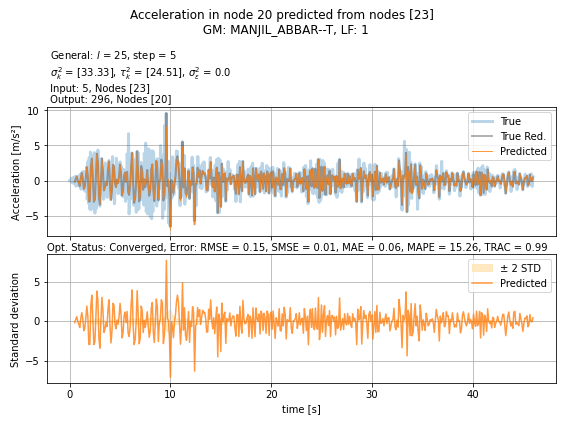 Acceleration in node 20 predicted from nodes [23]
GM: MANJIL_ABBAR--T, LF: 1
General: l = 25, step = 5
σ²ₖ = [33.33], τ²ₖ = [24.51], σ²ε = 0.0
Input: 5, Nodes [23]
Output: 296, Nodes [20]
10
5
0
−5
Acceleration [m/s²]
True
True Red.
Predicted
Opt. Status: Converged, Error: RMSE = 0.15, SMSE = 0.01, MAE = 0.06, MAPE = 15.26, TRAC = 0.99
5
0
−5
Standard deviation
± 2 STD
Predicted
0
10
20
30
40
time [s]